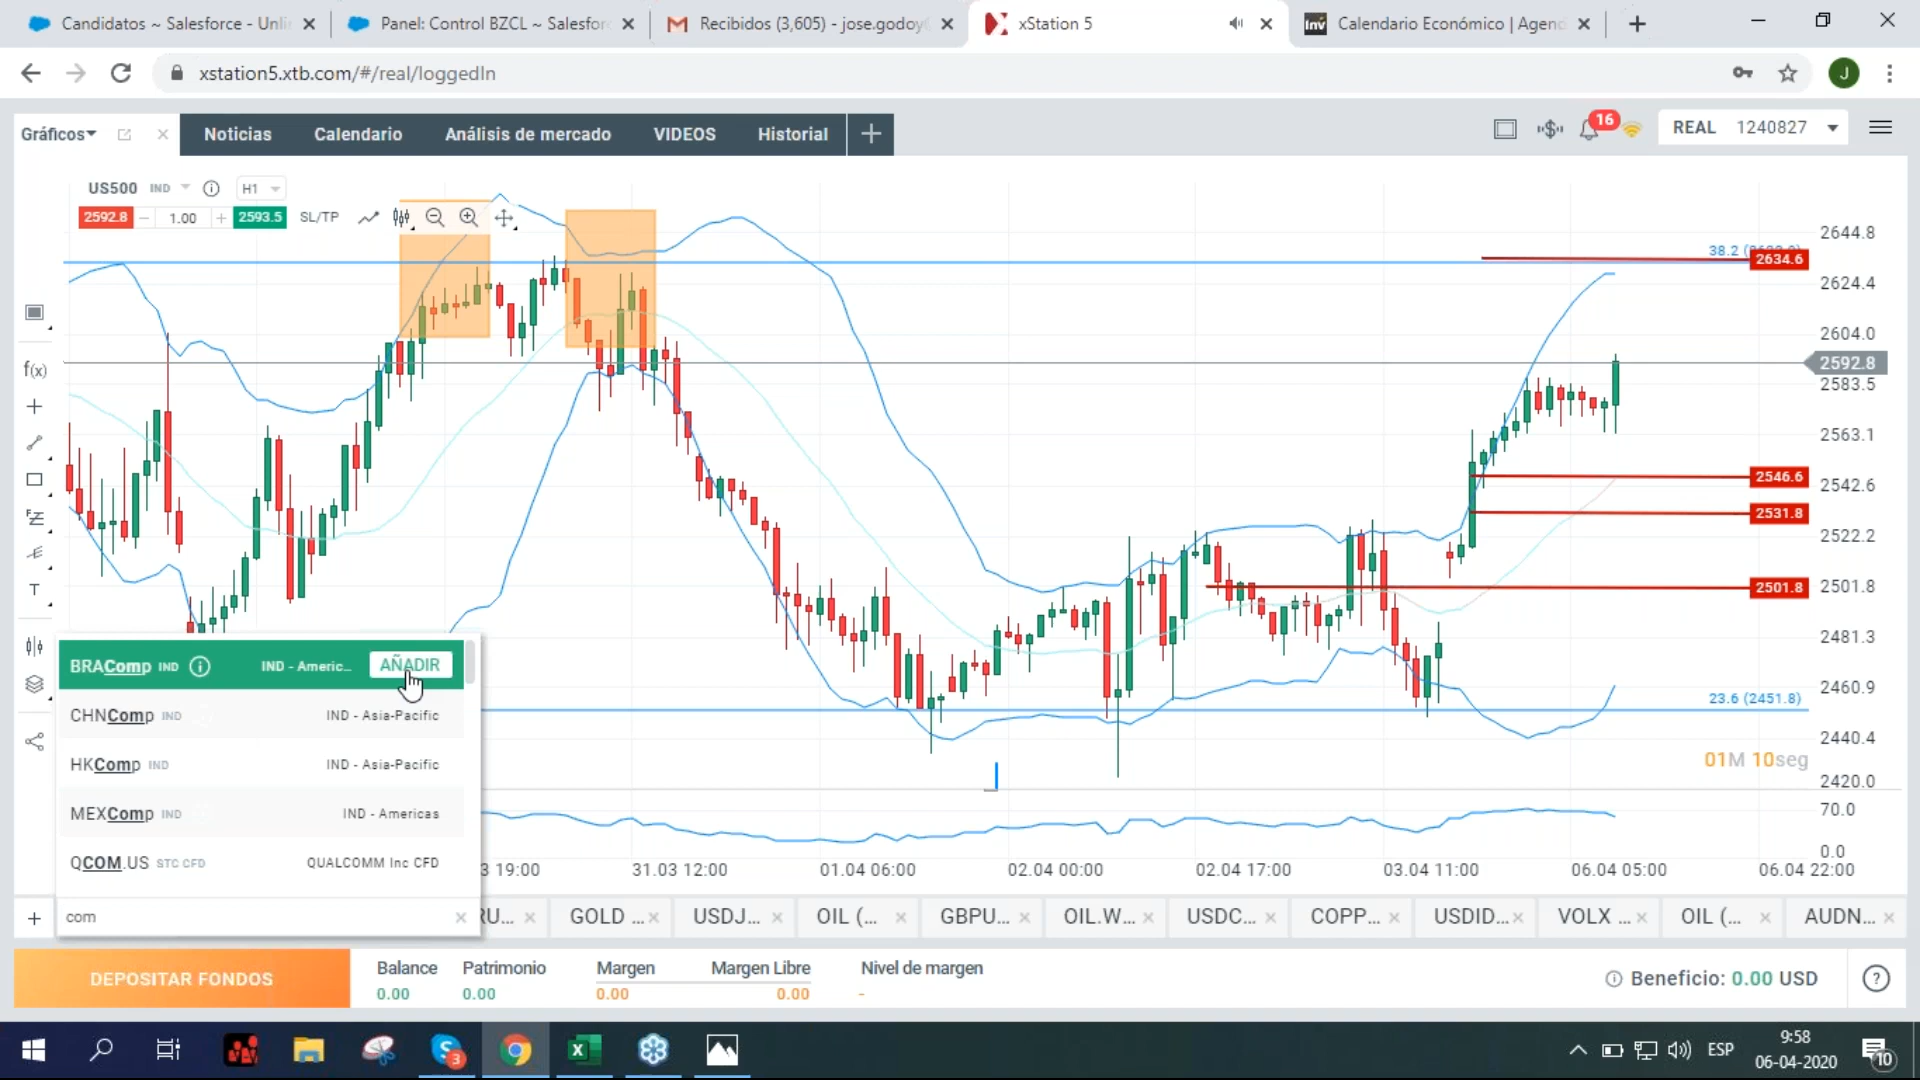 Candidatos ~ Salesforce - Unli
Panel: Control BZCL ~ Salesfor
Recibidos (3,605) - jose.godoy
xStation 5
Calendario Económico | Agen
xstation5.xtb.com/#/real/loggedIn
J
Gráficos
Noticias
Calendario
Análisis de mercado
VIDEOS
Historial
16
REAL 1240827
US500 IND
H1
2592.8
1.00
2593.5
SL/TP
38.2
2634.6
2644.8
2624.4
2604.0
2592.8
2583.5
2563.1
2546.6
2542.6
2531.8
2522.2
2501.8
2501.8
2481.3
2460.9
23.6 (2451.8)
2440.4
01M 10seg
2420.0
70.0
0.0
f(x)
T
BRAComp IND IND - Americ... AÑADIR
CHNComp IND IND - Asia-Pacific
HKComp IND IND - Asia-Pacific
MEXComp IND IND - Americas
QCOM.US STC CFD QUALCOMM Inc CFD
com
3 19:00
31.03 12:00
01.04 06:00
02.04 00:00
02.04 17:00
03.04 11:00
06.04 05:00
06.04 22:00
RU...
GOLD ...
USDJ...
OIL (...
GBPU...
OIL.W...
USDC...
COPP...
USDID...
VOLX ...
OIL (...
AUDN...
DEPOSITAR FONDOS
Balance
0.00
Patrimonio
0.00
Margen
0.00
Margen Libre
0.00
Nivel de margen
-
Beneficio: 0.00 USD
3
ESP
9:58
06-04-2020
10